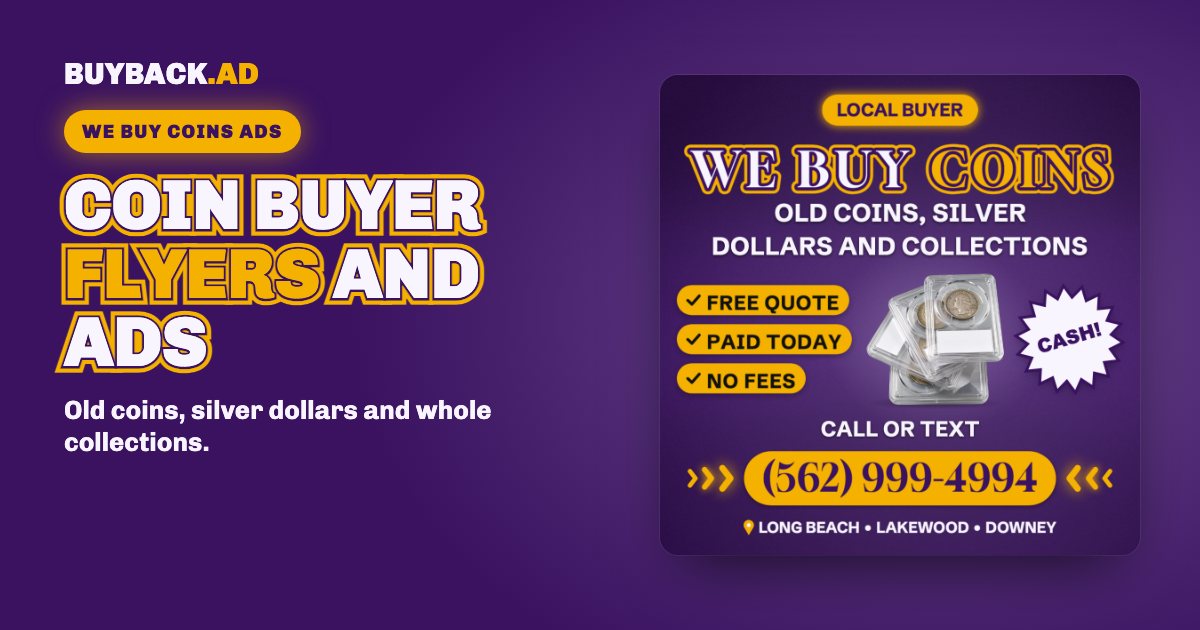 BUYBACK.AD
WE BUY COINS ADS
COIN BUYER
FLYERS AND
ADS
Old coins, silver dollars and whole
collections.
LOCAL BUYER
WE BUY COINS
OLD COINS, SILVER
DOLLARS AND COLLECTIONS
FREE QUOTE
PAID TODAY
NO FEES
CASH!
CALL OR TEXT
(562) 999-4994
LONG BEACH • LAKEWOOD • DOWNEY